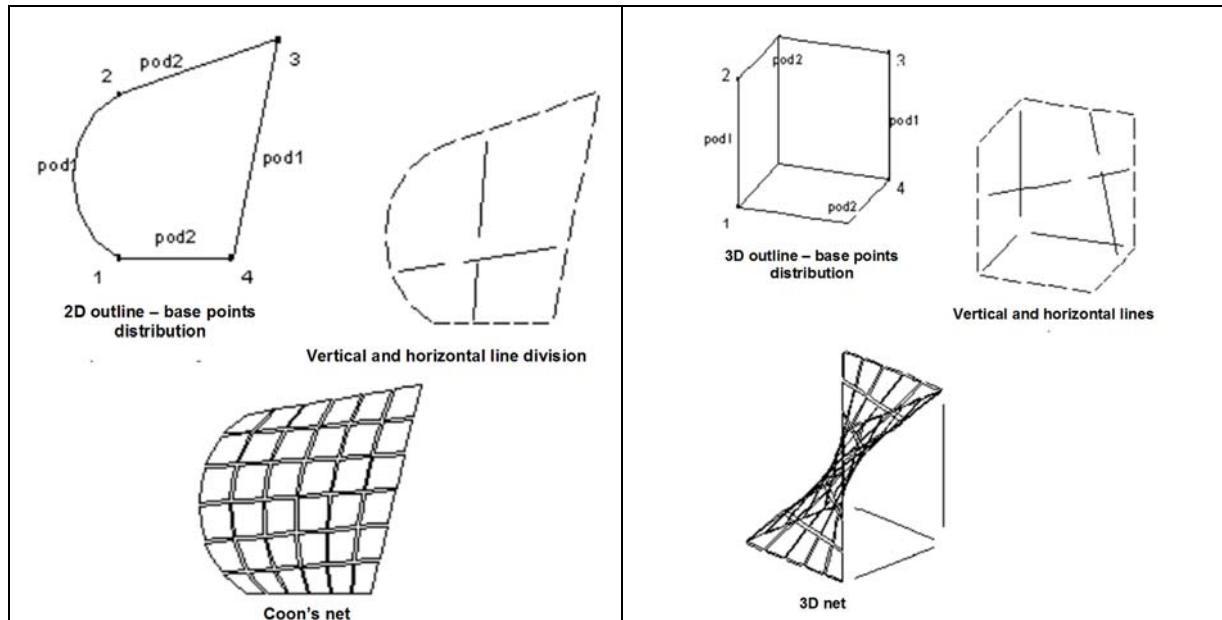 pod2
2
3
pod1
pod1
pod2
1
4
2D outline – base points
distribution
Vertical and horizontal line division
Coon's net
pod2
2
3
pod1
pod1
4
pod2
1
3D outline – base points
distribution
Vertical and horizontal lines
3D net